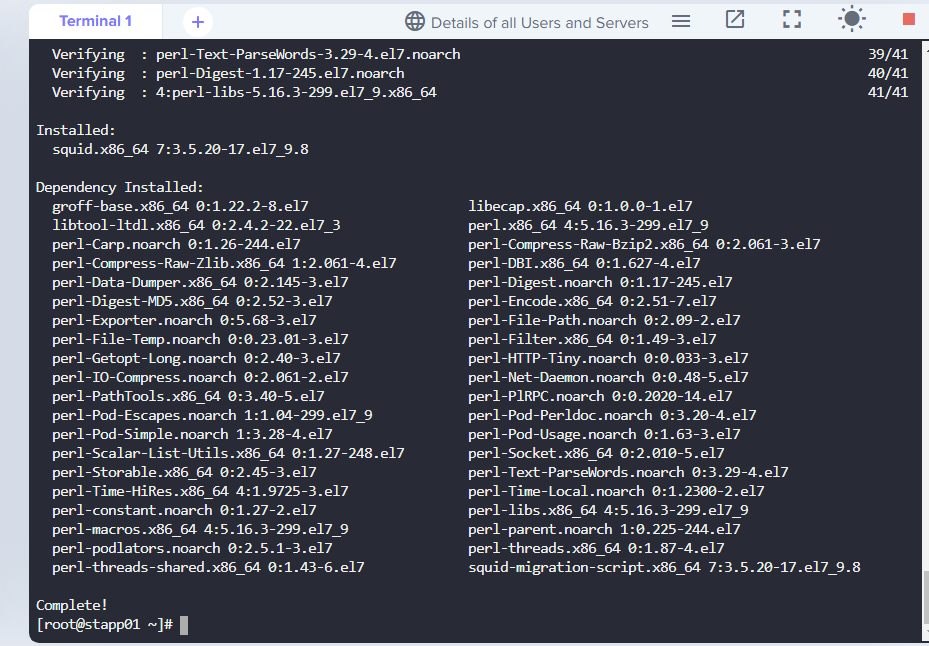 Terminal 1 + Details of all Users and Servers
Verifying : perl-Text-ParseWords-3.29-4.el7.noarch 39/41
Verifying : perl-Digest-1.17-245.el7.noarch 40/41
Verifying : 4:perl-libs-5.16.3-299.el7_9.x86_64 41/41
Installed:
squid.x86_64 7:3.5.20-17.el7_9.8
Dependency Installed:
groff-base.x86_64 0:1.22.2-8.el7 libecap.x86_64 0:1.0.0-1.el7
libtool-ltdl.x86_64 0:2.4.2-22.el7_3 perl.x86_64 4:5.16.3-299.el7_9
perl-Carp.noarch 0:1.26-244.el7 perl-Compress-Raw-Bzip2.x86_64 0:2.061-3.el7
perl-Compress-Raw-Zlib.x86_64 1:2.061-4.el7 perl-DBI.x86_64 0:1.627-4.el7
perl-Data-Dumper.x86_64 0:2.145-3.el7 perl-Digest.noarch 0:1.17-245.el7
perl-Digest-MD5.x86_64 0:2.52-3.el7 perl-Encode.x86_64 0:2.51-7.el7
perl-Exporter.noarch 0:5.68-3.el7 perl-File-Path.noarch 0:2.09-2.el7
perl-File-Temp.noarch 0:0.23.01-3.el7 perl-Filter.x86_64 0:1.49-3.el7
perl-Getopt-Long.noarch 0:2.40-3.el7 perl-HTTP-Tiny.noarch 0:0.033-3.el7
perl-IO-Compress.noarch 0:2.061-2.el7 perl-Net-Daemon.noarch 0:0.48-5.el7
perl-PathTools.x86_64 0:3.40-5.el7 perl-PlRPC.noarch 0:0.2020-14.el7
perl-Pod-Escapes.noarch 1:1.04-299.el7_9 perl-Pod-Perldoc.noarch 0:3.20-4.el7
perl-Pod-Simple.noarch 1:3.28-4.el7 perl-Pod-Usage.noarch 0:1.63-3.el7
perl-Scalar-List-Utils.x86_64 0:1.27-248.el7 perl-Socket.x86_64 0:2.010-5.el7
perl-Storable.x86_64 0:2.45-3.el7 perl-Text-ParseWords.noarch 0:3.29-4.el7
perl-Time-HiRes.x86_64 4:1.9725-3.el7 perl-Time-Local.noarch 0:1.2300-2.el7
perl-constant.noarch 0:1.27-2.el7 perl-libs.x86_64 4:5.16.3-299.el7_9
perl-macros.x86_64 4:5.16.3-299.el7_9 perl-parent.noarch 1:0.225-244.el7
perl-podlators.noarch 0:2.5.1-3.el7 perl-threads.x86_64 0:1.87-4.el7
perl-threads-shared.x86_64 0:1.43-6.el7 squid-migration-script.x86_64 7:3.5.20-17.el7_9.8
Complete!
[root@stapp01 ~]#